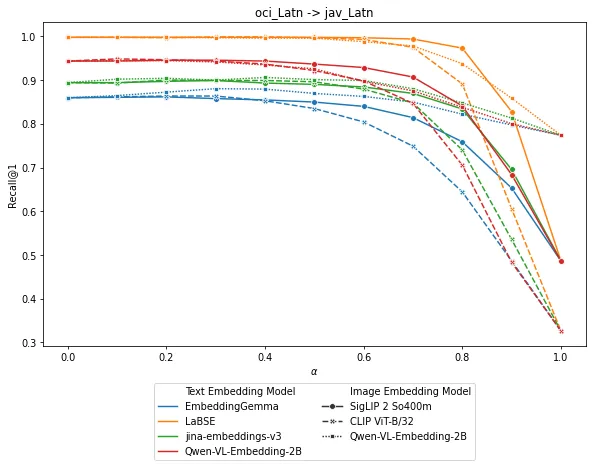 oci_Latn -> jav_Latn
Recall@1
1.0
0.9
0.8
0.7
0.6
0.5
0.4
0.3
0.0 0.2 0.4 0.6 0.8 1.0
α
Text Embedding Model Image Embedding Model
EmbeddingGemma SigLIP 2 So400m
LaBSE CLIP ViT-B/32
jina-embeddings-v3 Qwen-VL-Embedding-2B
Qwen-VL-Embedding-2B